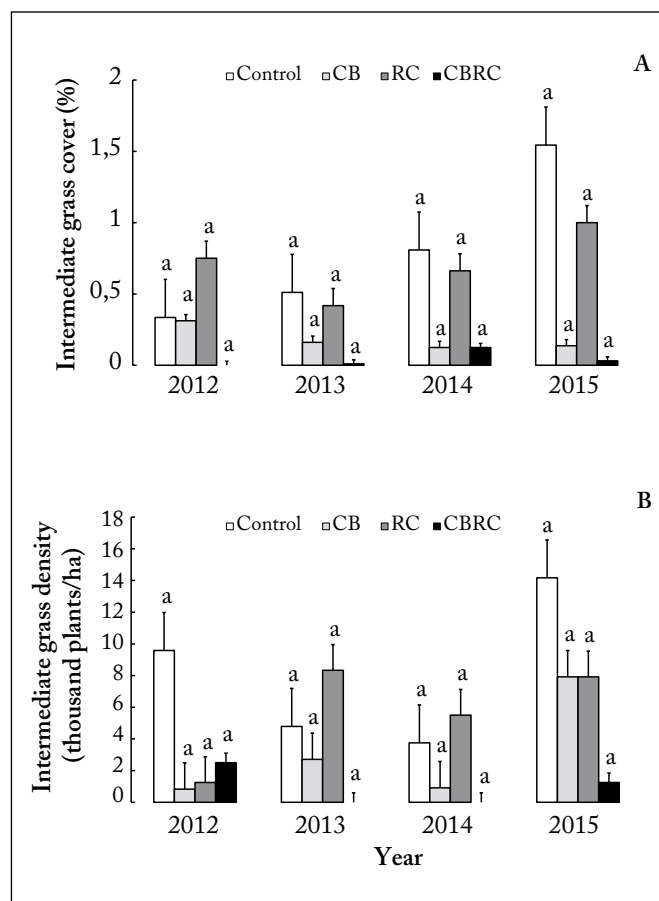 A
Control CB RC CBRC
Intermediate grass cover (%)
2
1,5
1
0,5
0
a a a a
a a a a
a a a a
a a a a
2012 2013 2014 2015
B
Control CB RC CBRC
Intermediate grass density
(thousand plants/ha)
18
16
14
12
10
8
6
4
2
0
a a a a
a a a a
a a a a
a a a a
2012 2013 2014 2015
Year